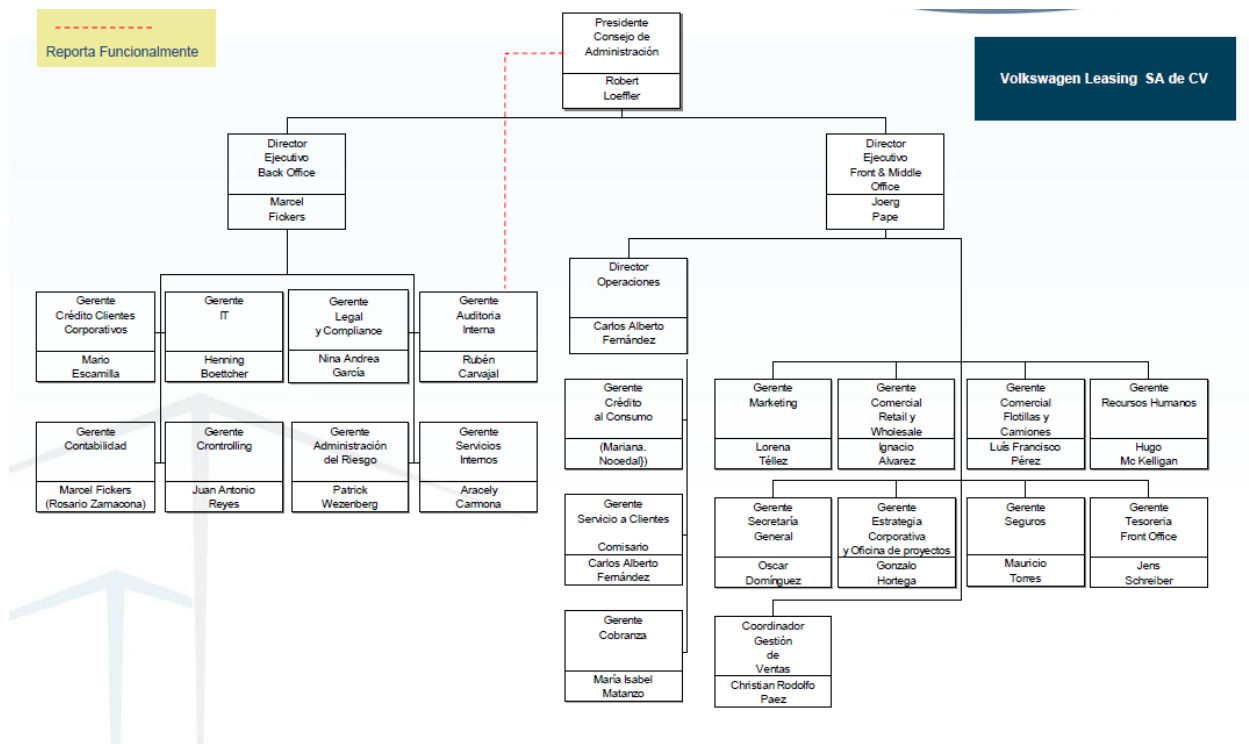 Reporta Funcionalmente
Presidente
Consejo de
Administración
Robert
Loeffler
Volkswagen Leasing SA de CV
Director
Ejecutivo
Back Office
Marcel
Fickers
Director
Ejecutivo
Front & Middle
Office
Joerg
Pape
Director
Operaciones
Carlos Alberto
Fernández
Gerente
Crédito Clientes
Corporativos
Mario
Escamilla
Gerente
IT
Henning
Boettcher
Gerente
Legal
y Compliance
Nina Andrea
García
Gerente
Auditoria
Interna
Rubén
Carvajal
Gerente
Contabilidad
Marcel Fickers
(Rosario Zamacona)
Gerente
Crontrolling
Juan Antonio
Reyes
Gerente
Administración
del Riesgo
Patrick
Wezenberg
Gerente
Servicios
Internos
Aracely
Carmona
Gerente
Crédito
al Consumo
(Mariana.
Nocedal})
Gerente
Servicio a Clientes
Comisario
Carlos Alberto
Fernández
Gerente
Cobranza
María Isabel
Matanzo
Gerente
Marketing
Lorena
Téllez
Gerente
Comercial
Retail y
Wholesale
Ignacio
Alvarez
Gerente
Comercial
Flotillas y
Camiones
Luís Francisco
Pérez
Gerente
Recursos Humanos
Hugo
Mc Kelligan
Gerente
Secretaría
General
Oscar
Domínguez
Gerente
Estrategia
Corporativa
y Oficina de proyectos
Gonzalo
Hortega
Gerente
Seguros
Mauricio
Torres
Gerente
Tesoreria
Front Office
Jens
Schreiber
Coordinador
Gestión
de
Ventas
Christian Rodolfo
Paez